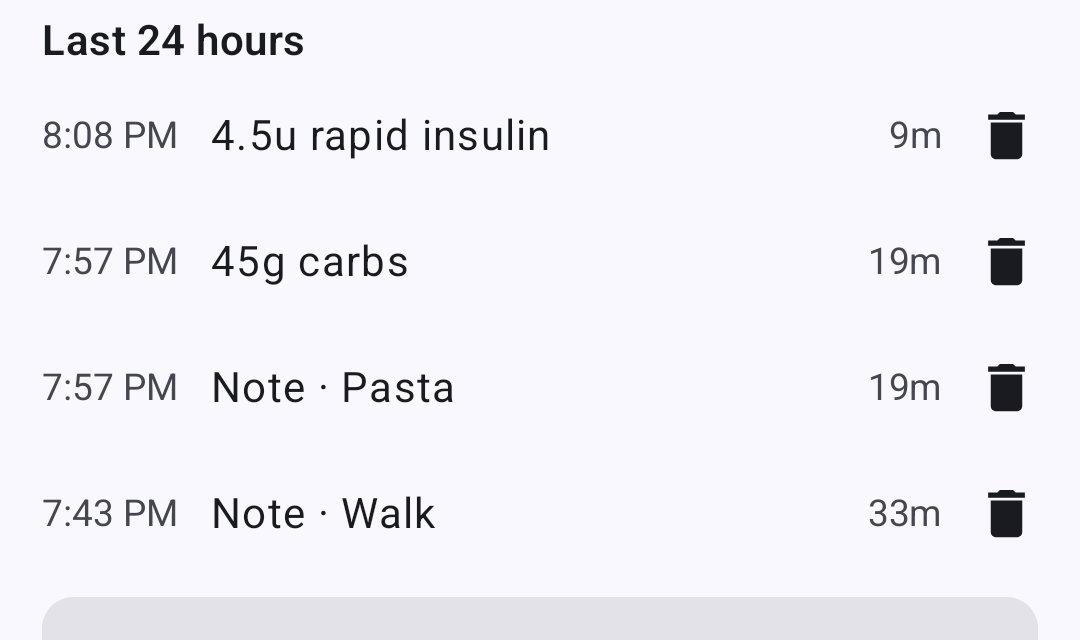 Last 24 hours
8:08 PM 4.5u rapid insulin 9m
7:57 PM 45g carbs 19m
7:57 PM Note · Pasta 19m
7:43 PM Note · Walk 33m